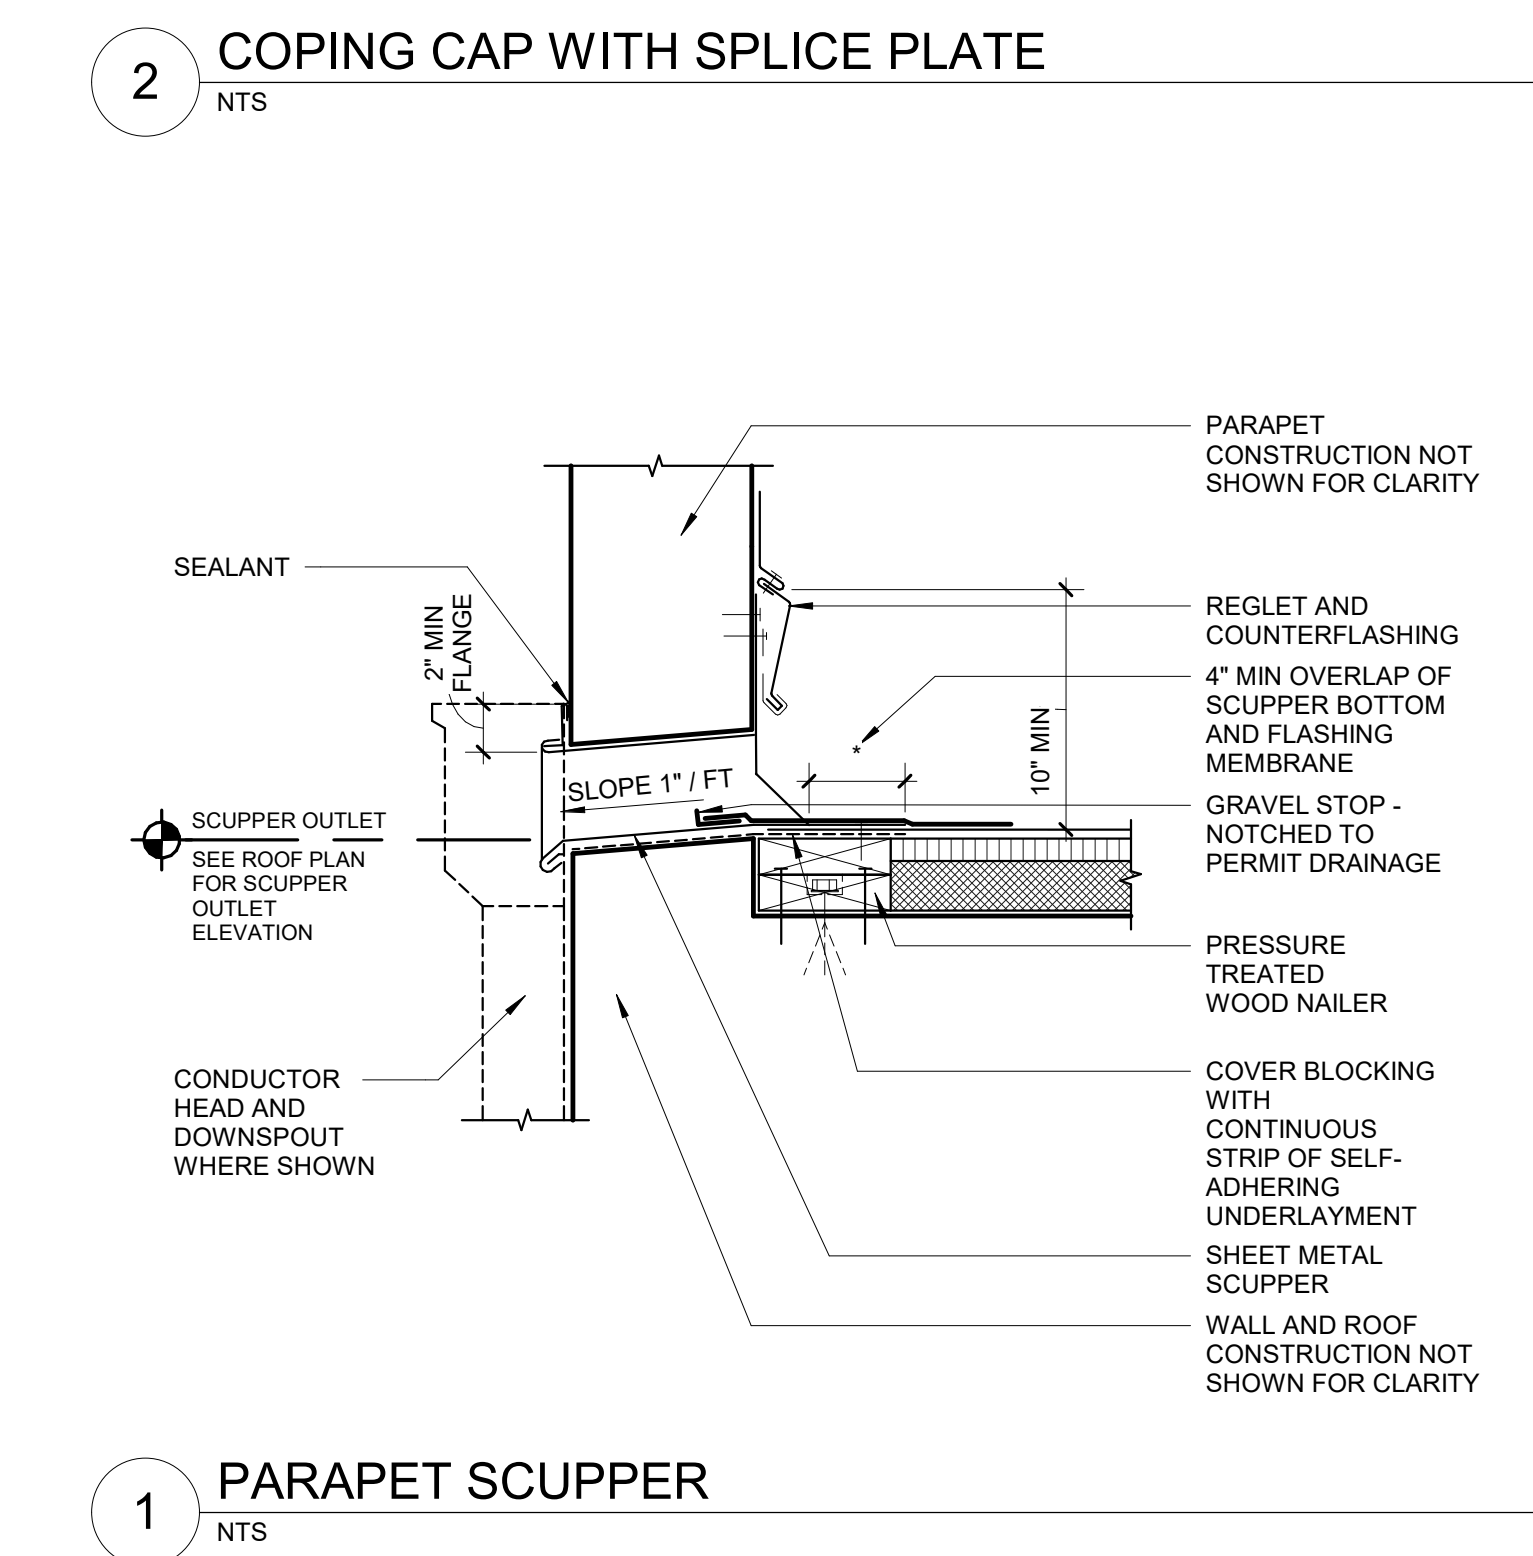 2
COPING CAP WITH SPLICE PLATE
NTS
PARAPET
CONSTRUCTION NOT
SHOWN FOR CLARITY
SEALANT
2" MIN
FLANGE
REGLET AND
COUNTERFLASHING
4" MIN OVERLAP OF
SCUPPER BOTTOM
AND FLASHING
MEMBRANE
*
10" MIN
SLOPE 1" / FT
GRAVEL STOP -
NOTCHED TO
PERMIT DRAINAGE
SCUPPER OUTLET
SEE ROOF PLAN
FOR SCUPPER
OUTLET
ELEVATION
PRESSURE
TREATED
WOOD NAILER
CONDUCTOR
HEAD AND
DOWNSPOUT
WHERE SHOWN
COVER BLOCKING
WITH
CONTINUOUS
STRIP OF SELF-
ADHERING
UNDERLAYMENT
SHEET METAL
SCUPPER
WALL AND ROOF
CONSTRUCTION NOT
SHOWN FOR CLARITY
1
PARAPET SCUPPER
NTS